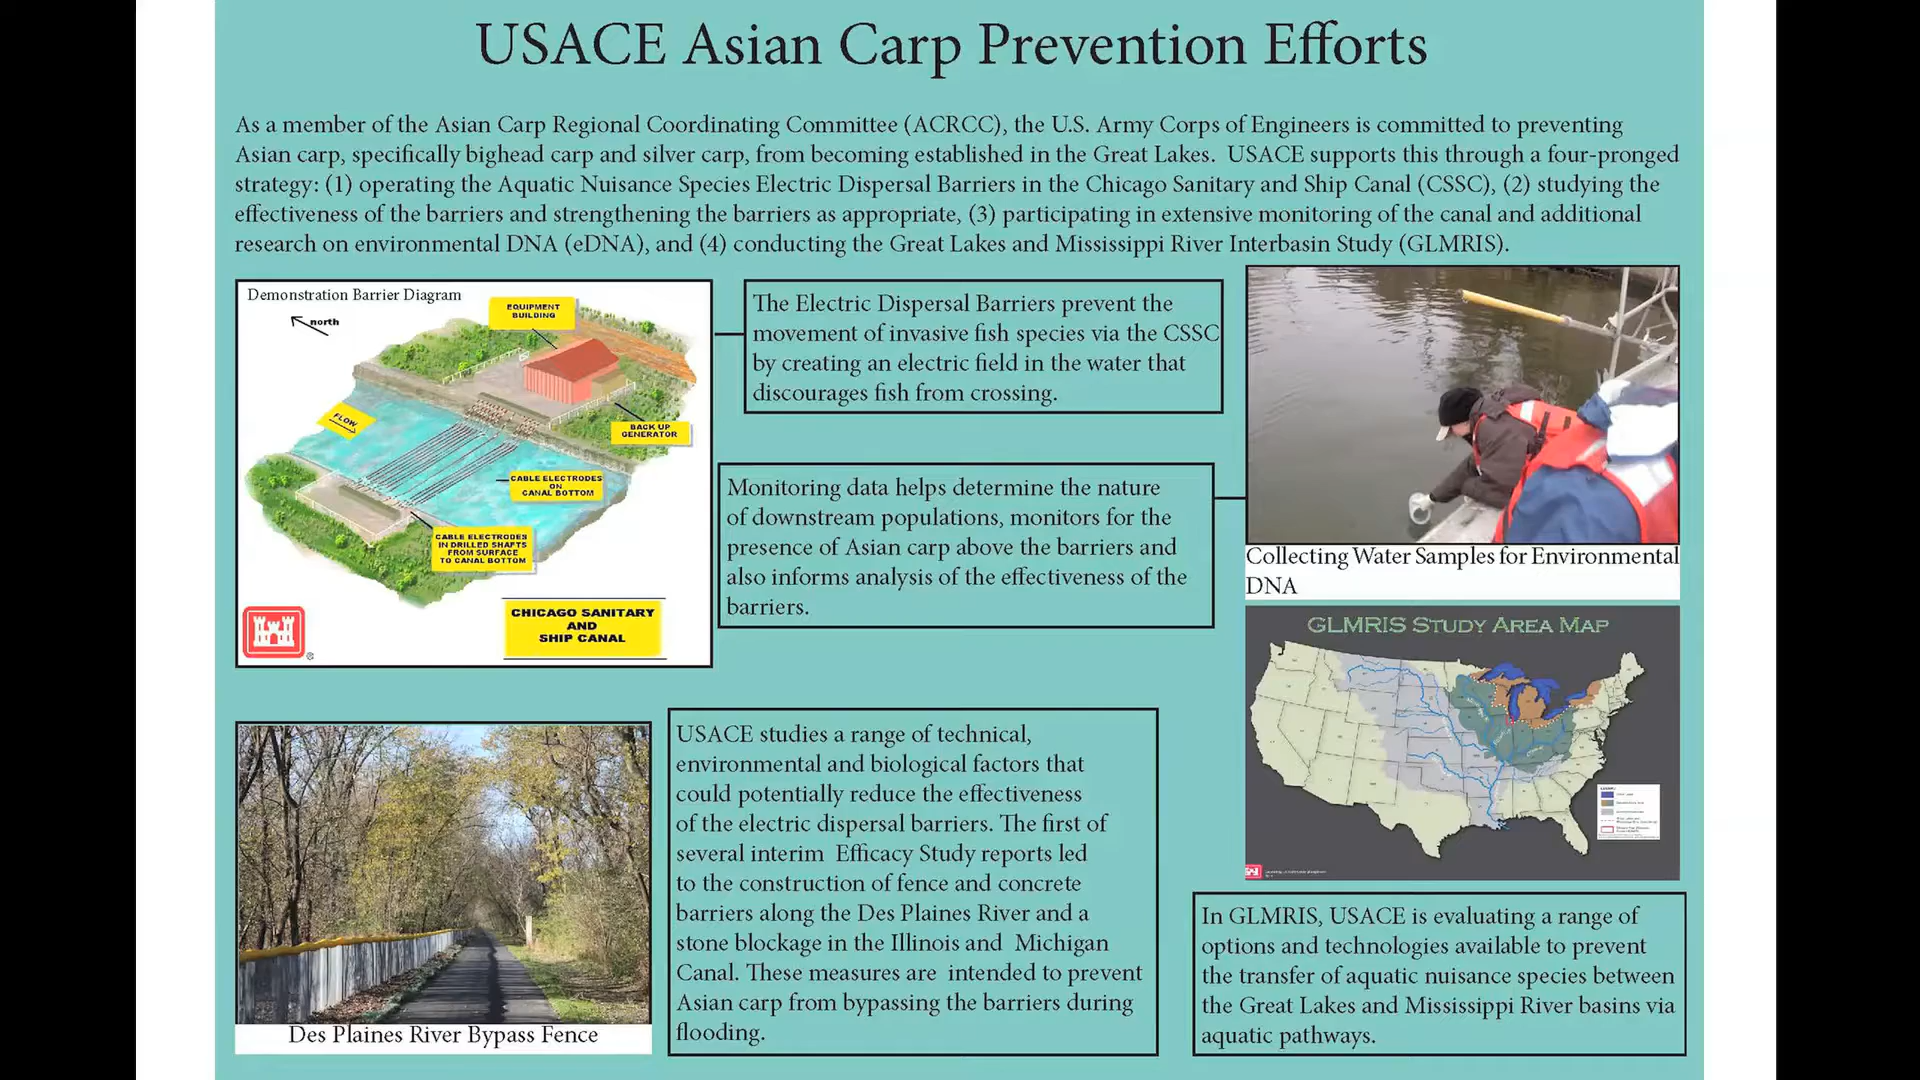 USACE Asian Carp Prevention Efforts
As a member of the Asian Carp Regional Coordinating Committee (ACRCC), the U.S. Army Corps of Engineers is committed to preventing
Asian carp, specifically bighead carp and silver carp, from becoming established in the Great Lakes. USACE supports this through a four-pronged
strategy: (1) operating the Aquatic Nuisance Species Electric Dispersal Barriers in the Chicago Sanitary and Ship Canal (CSSC), (2) studying the
effectiveness of the barriers and strengthening the barriers as appropriate, (3) participating in extensive monitoring of the canal and additional
research on environmental DNA (eDNA), and (4) conducting the Great Lakes and Mississippi River Interbasin Study (GLMRIS).
Demonstration Barrier Diagram
north
EQUIPMENT
BUILDING
FLOW
BACK UP
GENERATOR
CABLE ELECTRODES
ON
CANAL BOTTOM
CABLE ELECTRODES
IN DRILLED SHAFTS
FROM SURFACE
TO CANAL BOTTOM
CHICAGO SANITARY
AND
SHIP CANAL
®
The Electric Dispersal Barriers prevent the
movement of invasive fish species via the CSSC
by creating an electric field in the water that
discourages fish from crossing.
Monitoring data helps determine the nature
of downstream populations, monitors for the
presence of Asian carp above the barriers and
also informs analysis of the effectiveness of the
barriers.
Collecting Water Samples for Environmental
DNA
GLMRIS STUDY AREA MAP
Des Plaines River Bypass Fence
USACE studies a range of technical,
environmental and biological factors that
could potentially reduce the effectiveness
of the electric dispersal barriers. The first of
several interim Efficacy Study reports led
to the construction of fence and concrete
barriers along the Des Plaines River and a
stone blockage in the Illinois and Michigan
Canal. These measures are intended to prevent
Asian carp from bypassing the barriers during
flooding.
In GLMRIS, USACE is evaluating a range of
options and technologies available to prevent
the transfer of aquatic nuisance species between
the Great Lakes and Mississippi River basins via
aquatic pathways.